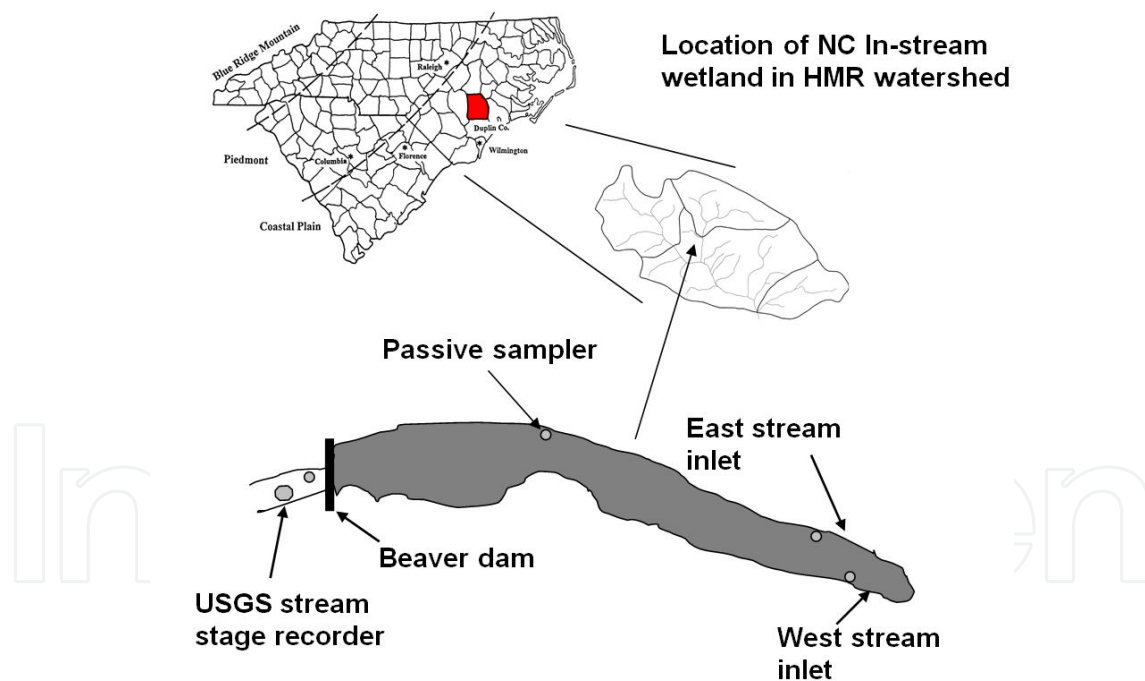 Location of NC In-stream
wetland in HMR watershed
Blue Ridge Mountain
Raleigh *
Duplin Co.
* Wilmington
Piedmont
Columbia *
* Florence
Coastal Plain
Passive sampler
East stream
inlet
Beaver dam
USGS stream
stage recorder
West stream
inlet